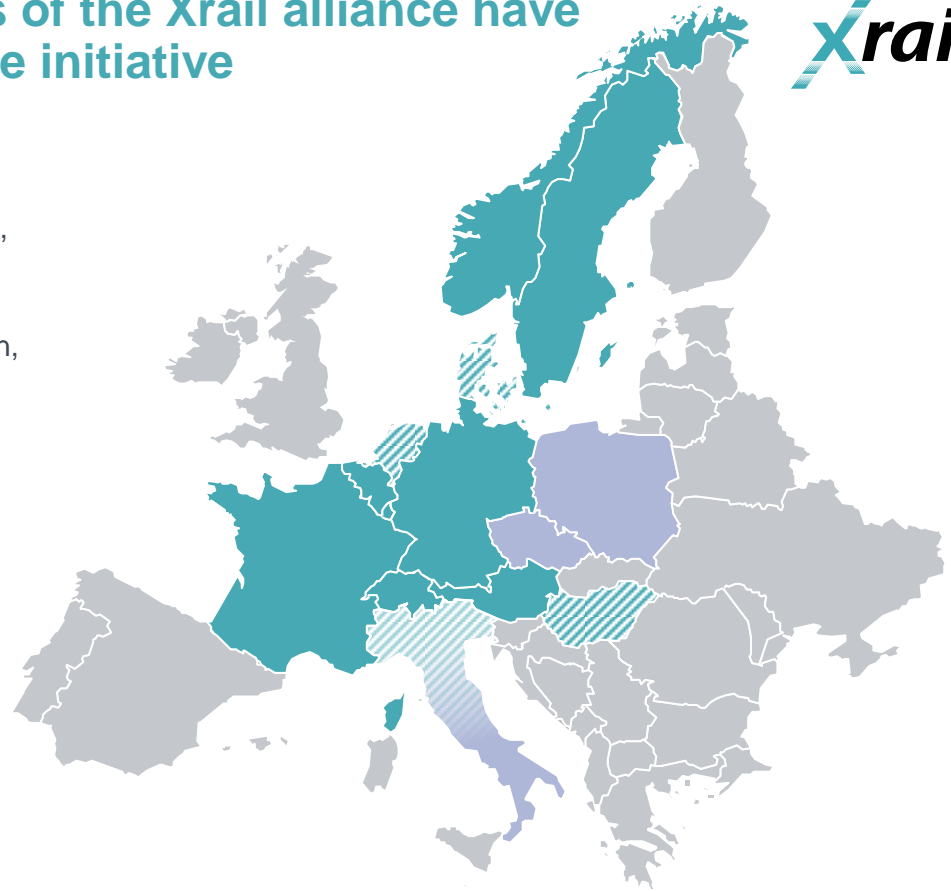 s of the Xrail alliance have
e initiative
xrai
,
n,